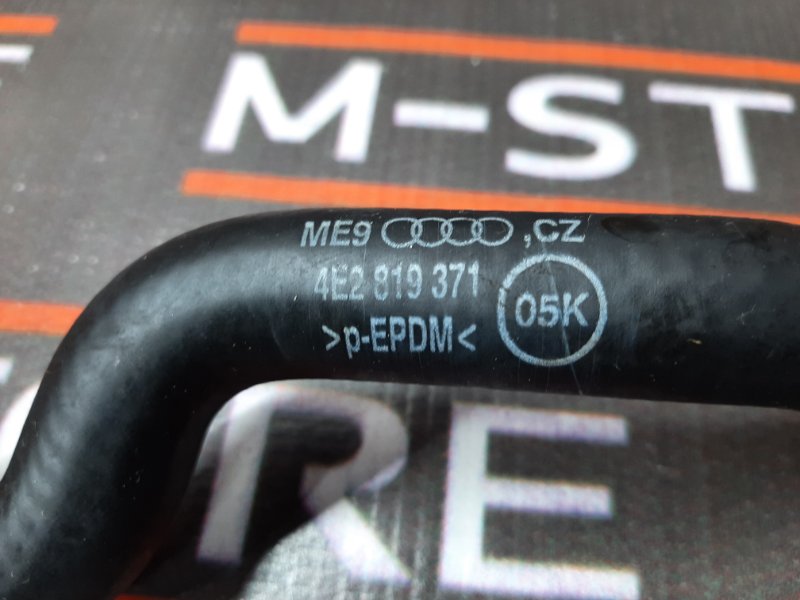 M-ST
ME9 ,CZ
4E2 819 371
05K
>p-EPDM<
RE